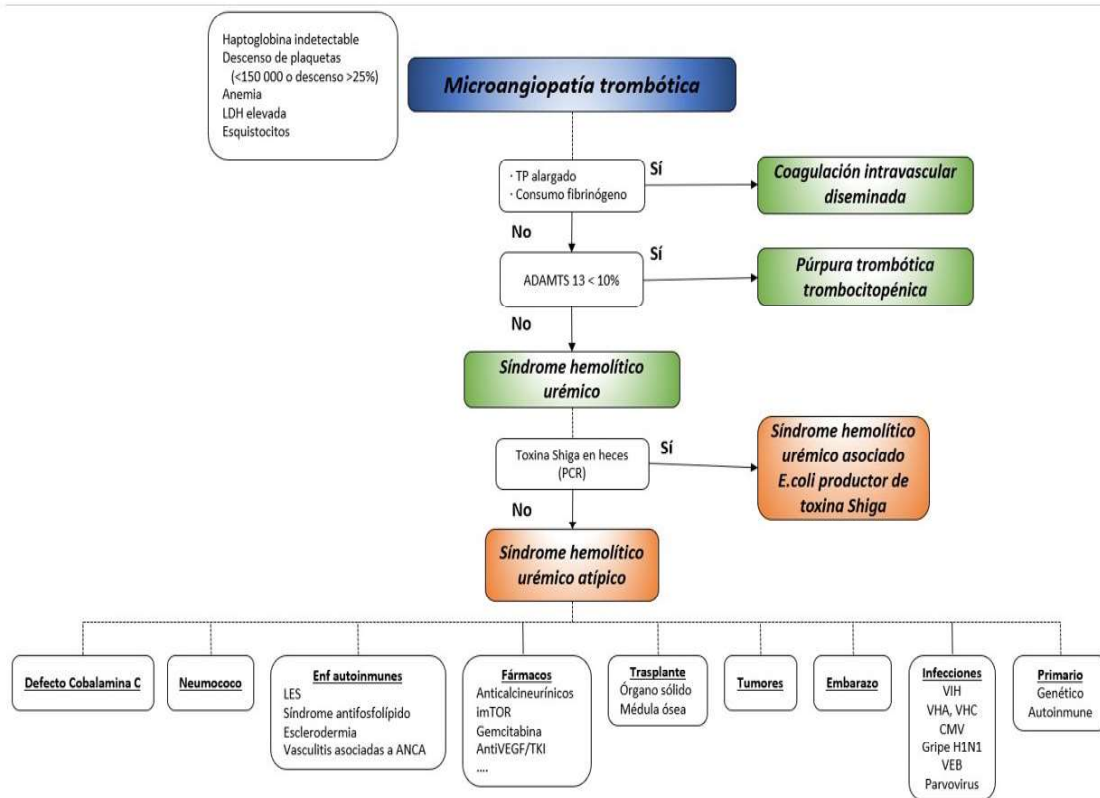 Haptoglobina indetectable
Descenso de plaquetas
(<150 000 o descenso >25%)
Anemia
LDH elevada
Esquistocitos
Microangiopatía trombótica
· TP alargado
· Consumo fibrinógeno
Sí
Coagulación intravascular
diseminada
No
ADAMTS 13 < 10%
Sí
Púrpura trombótica
trombocitopénica
No
Síndrome hemolítico
urémico
Toxina Shiga en heces
(PCR)
Sí
Síndrome hemolítico
urémico asociado
E.coli productor de
toxina Shiga
No
Síndrome hemolítico
urémico atípico
Defecto Cobalamina C
Neumococo
Enf autoinmunes
LES
Síndrome antifosfolípido
Esclerodermia
Vasculitis asociadas a ANCA
Fármacos
Anticalcineurínicos
imTOR
Gemcitabina
AntiVEGF/TKI
....
Trasplante
Órgano sólido
Médula ósea
Tumores
Embarazo
Infecciones
VIH
VHA, VHC
CMV
Gripe H1N1
VEB
Parvovirus
Primario
Genético
Autoinmune